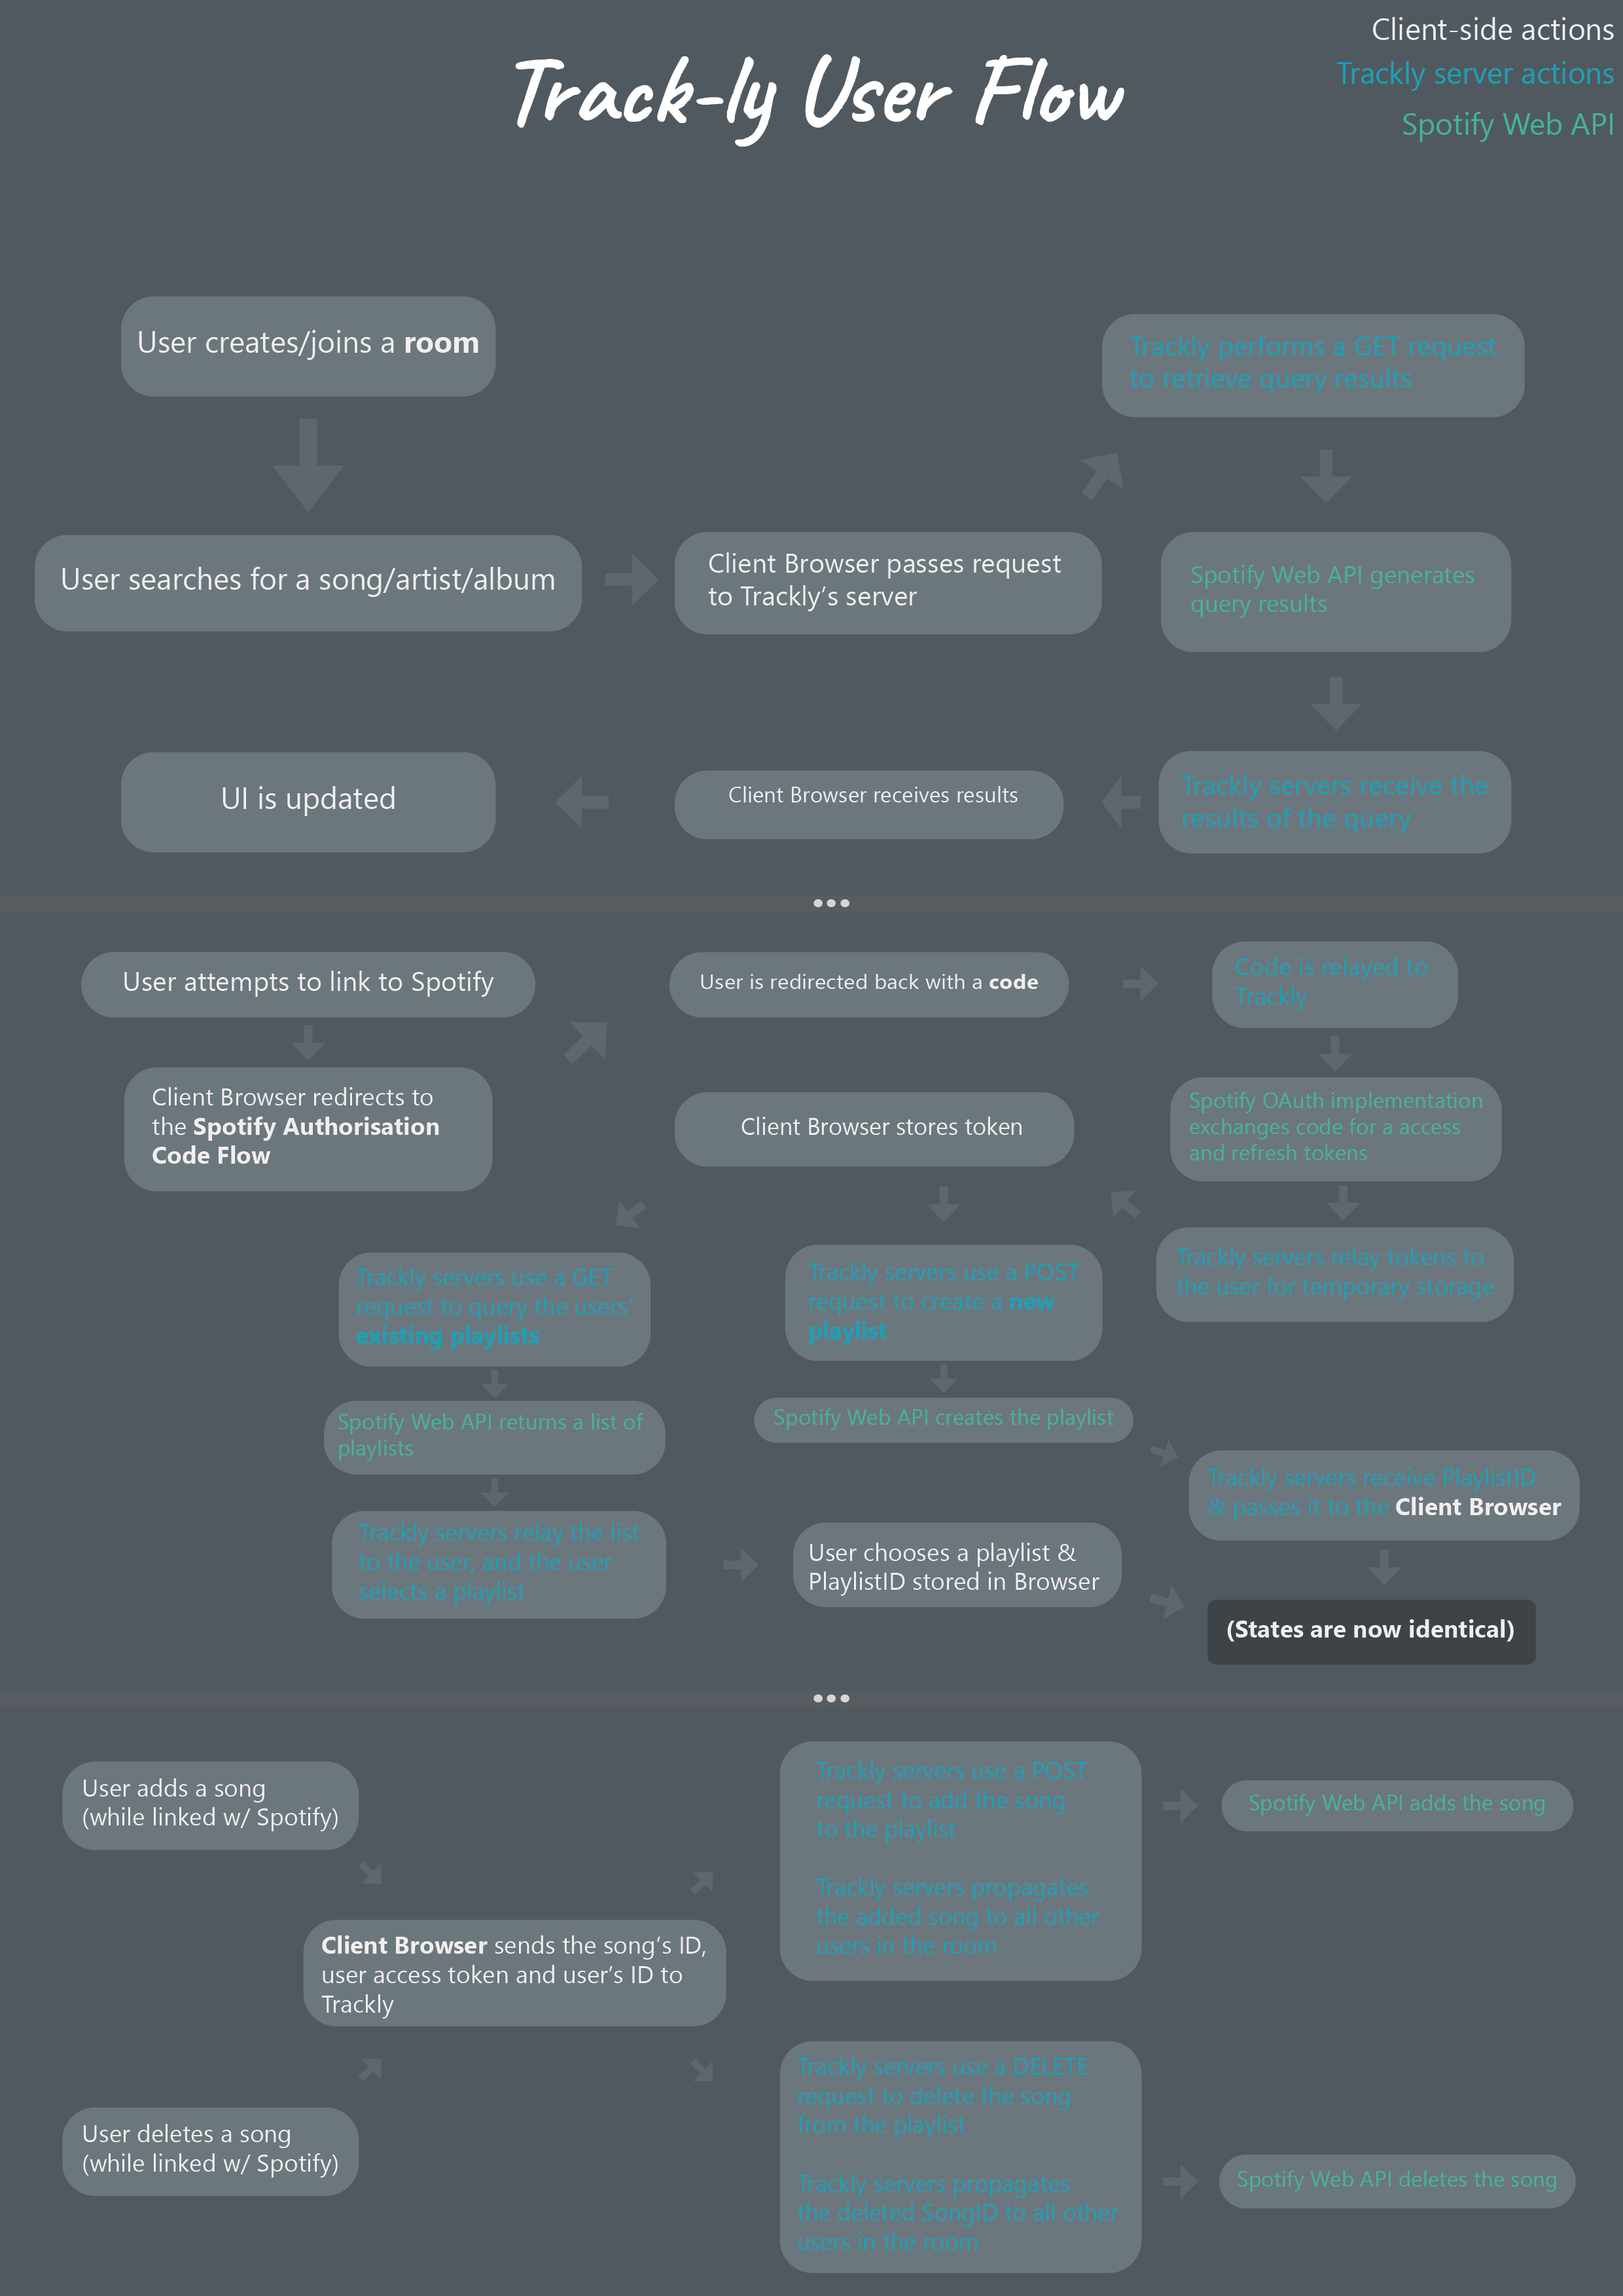 Client-side actions
Trackly server actions
Spotify Web API
Track-ly User Flow
User creates/joins a room
Trackly performs a GET request
to retrieve query results
User searches for a song/artist/album
Client Browser passes request
to Trackly’s server
Spotify Web API generates
query results
UI is updated
Client Browser receives results
Trackly servers receive the
results of the query
•••
User attempts to link to Spotify
User is redirected back with a code
Code is relayed to
Trackly
Client Browser redirects to
the Spotify Authorisation
Code Flow
Client Browser stores token
Spotify OAuth implementation
exchanges code for a access
and refresh tokens
Trackly servers use a GET
request to query the users’
existing playlists
Trackly servers use a POST
request to create a new
playlist
Trackly servers relay tokens to
the user for temporary storage
Spotify Web API returns a list of
playlists
Spotify Web API creates the playlist
Trackly servers receive PlaylistID
& passes it to the Client Browser
Trackly servers relay the list
to the user, and the user
selects a playlist
User chooses a playlist &
PlaylistID stored in Browser
(States are now identical)
•••
User adds a song
(while linked w/ Spotify)
Trackly servers use a POST
request to add the song
to the playlist
Trackly servers propagates
the added song to all other
users in the room
Spotify Web API adds the song
Client Browser sends the song’s ID,
user access token and user’s ID to
Trackly
User deletes a song
(while linked w/ Spotify)
Trackly servers use a DELETE
request to delete the song
from the playlist
Trackly servers propagates
the deleted SongID to all other
users in the room
Spotify Web API deletes the song